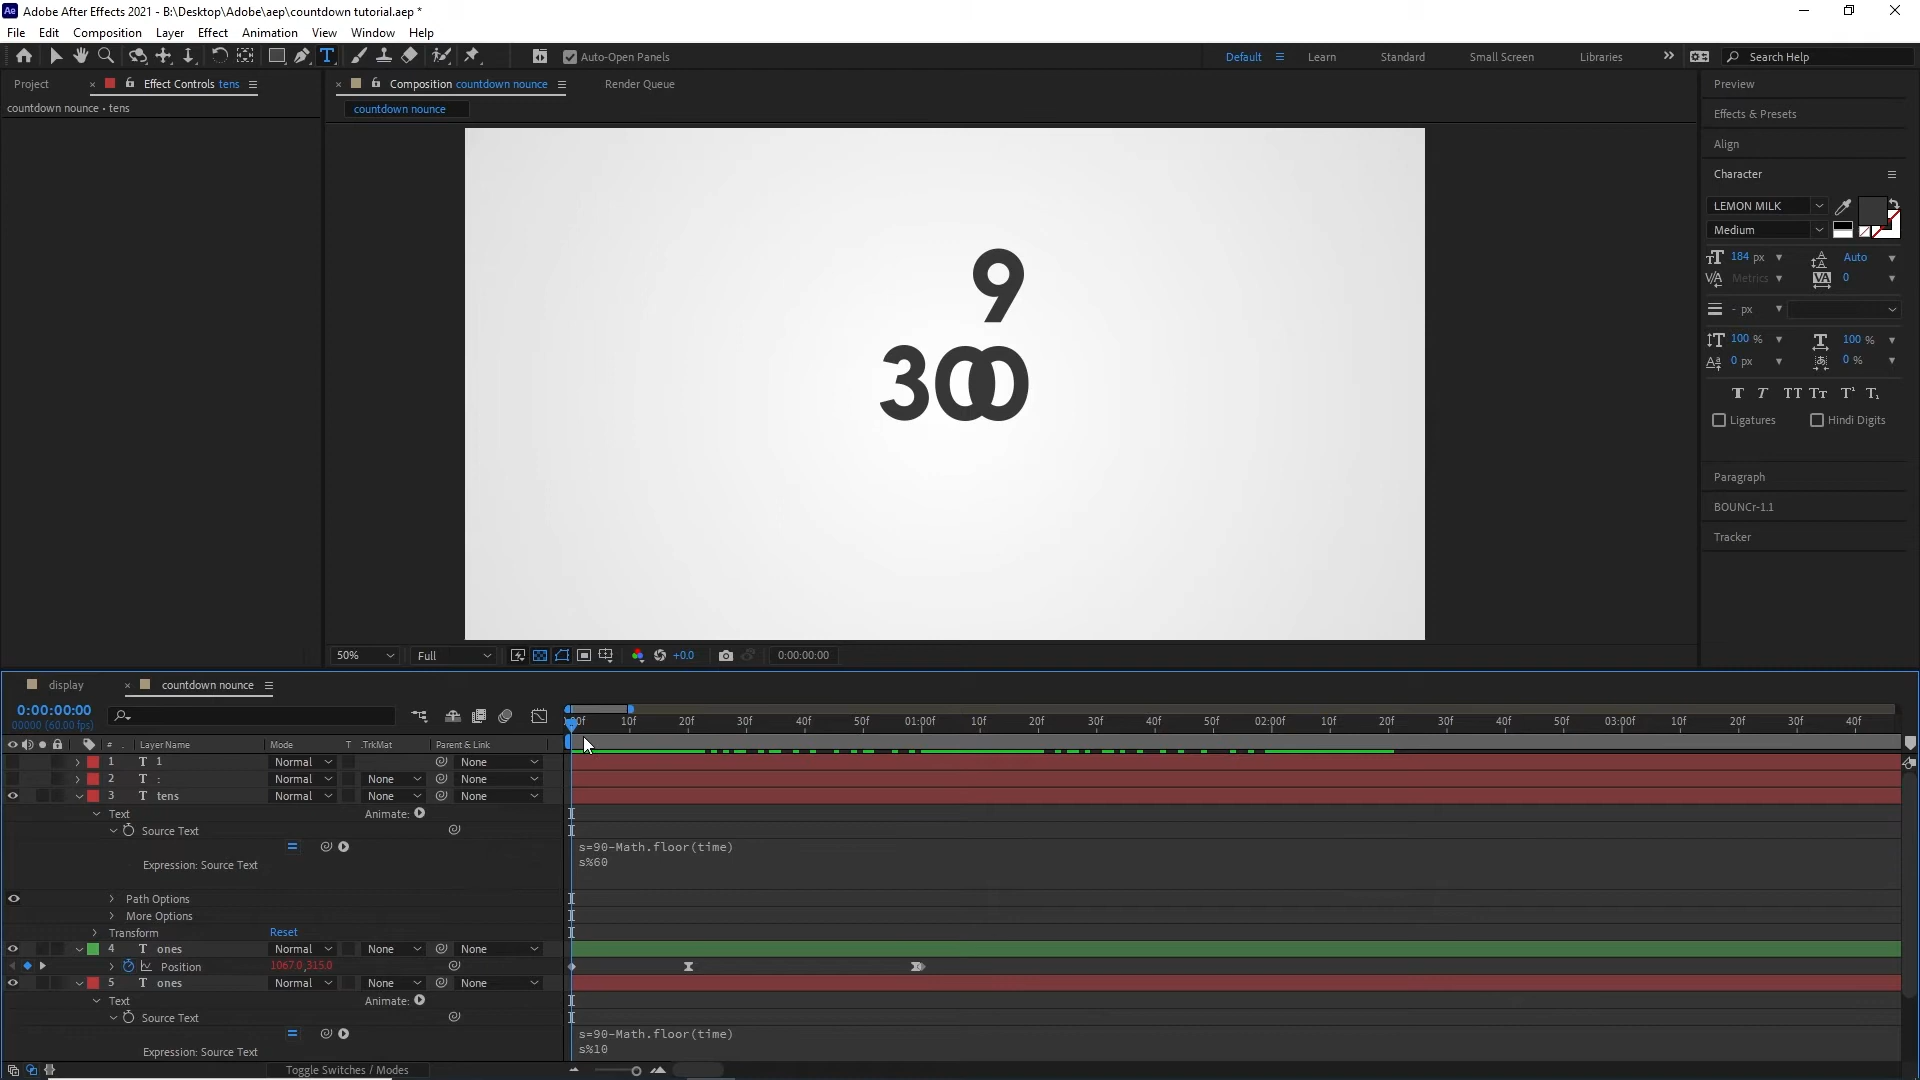 Adobe After Effects 2021 - B:\Desktop\Adobe\aep\countdown tutorial.aep *
File Edit Composition Layer Effect Animation View Window Help
Auto-Open Panels
Default Learn Standard Small Screen Libraries Search Help
Project Effect Controls tens
countdown nounce • tens
Composition countdown nounce Render Queue
countdown nounce
9
300
50% Full +0.0 0:00:00:00
Preview
Effects & Presets
Align
Character
LEMON MILK
Medium
184 px Auto
Metrics 0
- px
100 % 100 %
0 px 0 %
Ligatures Hindi Digits
Paragraph
BOUNCr-1.1
Tracker
display countdown nounce
0:00:00:00
00000 (60.00 fps)
:00f 10f 20f 30f 40f 50f 01:00f 10f 20f 30f 40f 50f 02:00f 10f 20f 30f 40f 50f 03:00f 10f 20f 30f 40f
# . Layer Name Mode T .TrkMat Parent & Link
1 T 1 Normal None
2 T : Normal None None
3 T tens Normal None None
Text Animate:
Source Text
s=90-Math.floor(time)
s%60
Expression: Source Text
Path Options
More Options
Transform Reset
4 T ones Normal None None
Position 1067.0,315.0
5 T ones Normal None None
Text Animate:
Source Text
s=90-Math.floor(time)
s%10
Expression: Source Text
Toggle Switches / Modes